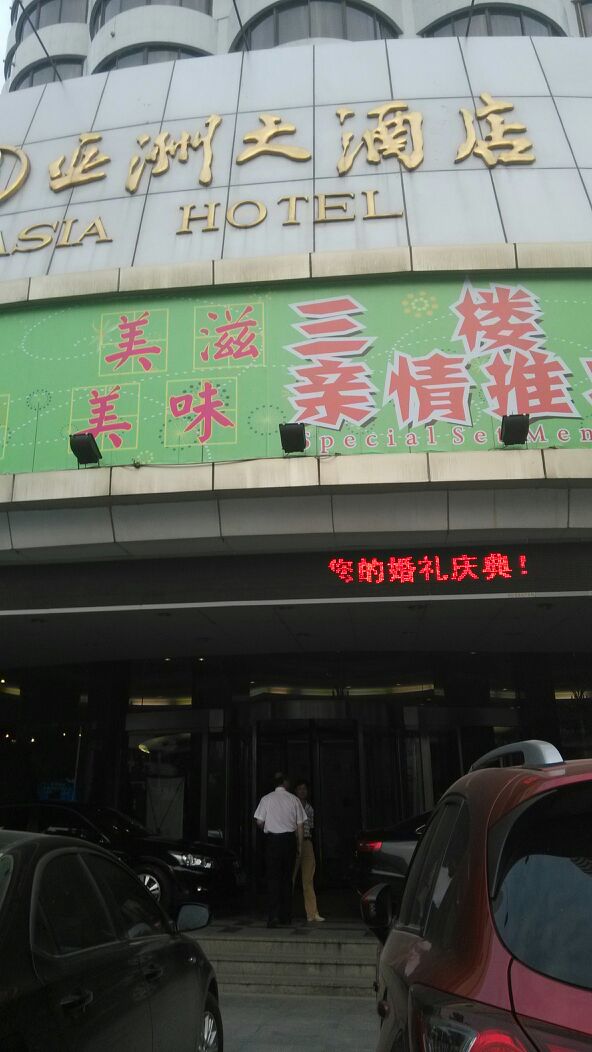 亚洲大酒店
ASIA HOTEL
美滋
美味
三楼
亲情推
Special Set Men
您的婚礼庆典!